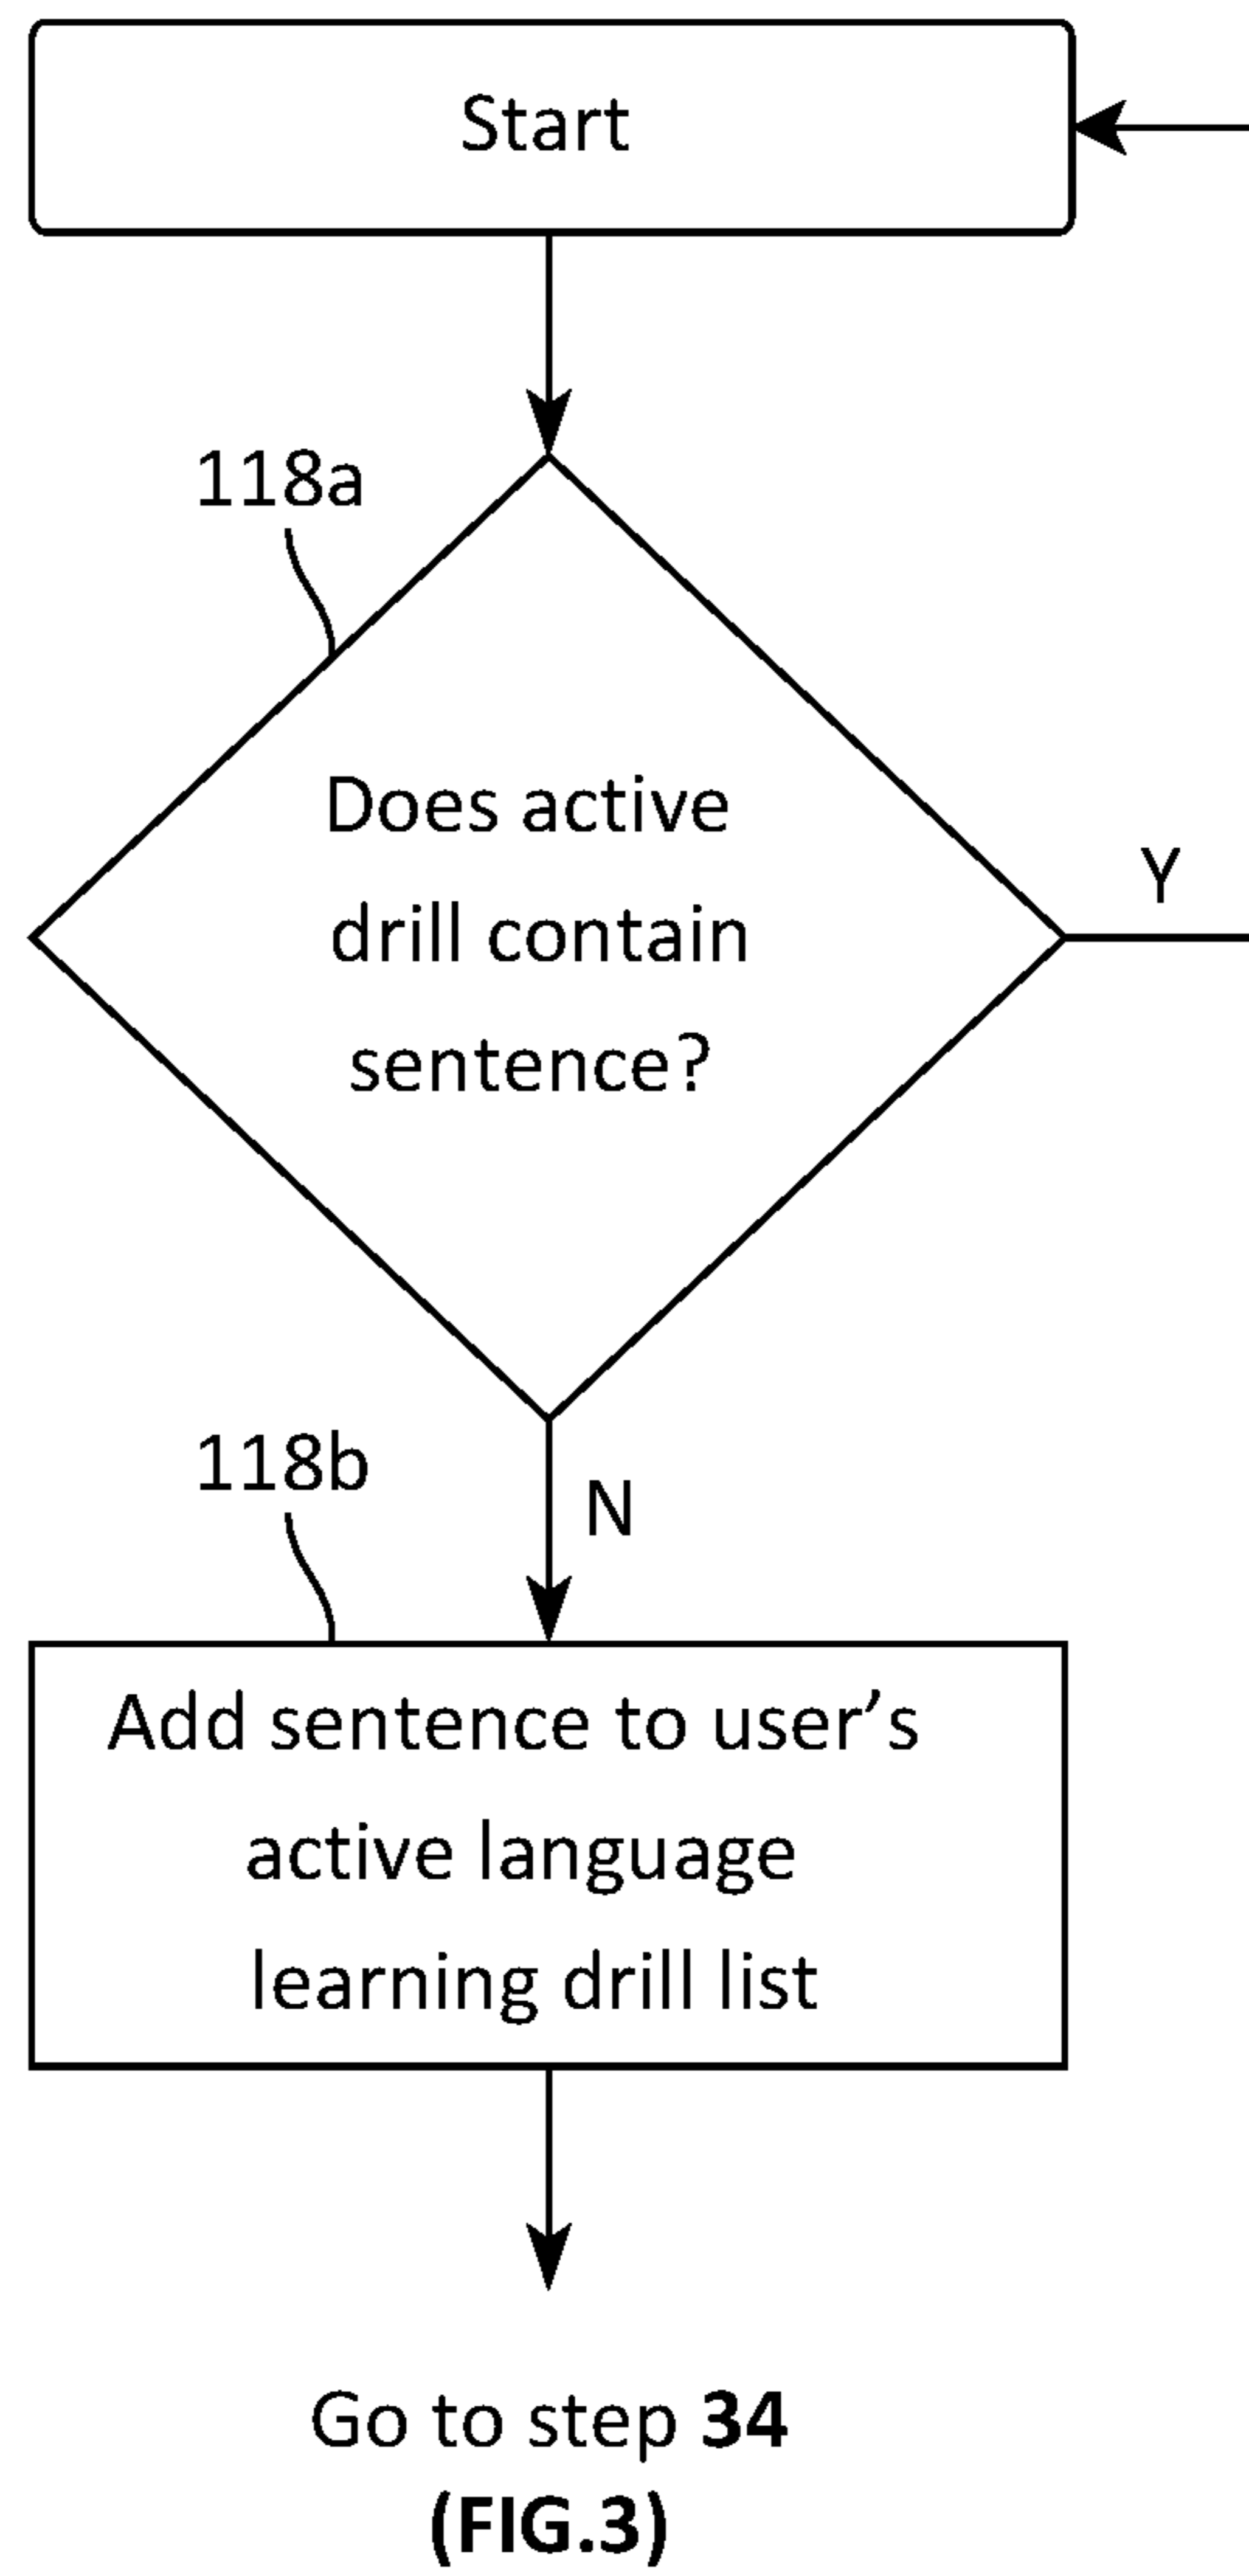 Start
118a
Does active
drill contain
sentence?
Y
118b
N
Add sentence to user’s
active language
learning drill list
Go to step 34
(FIG.3)